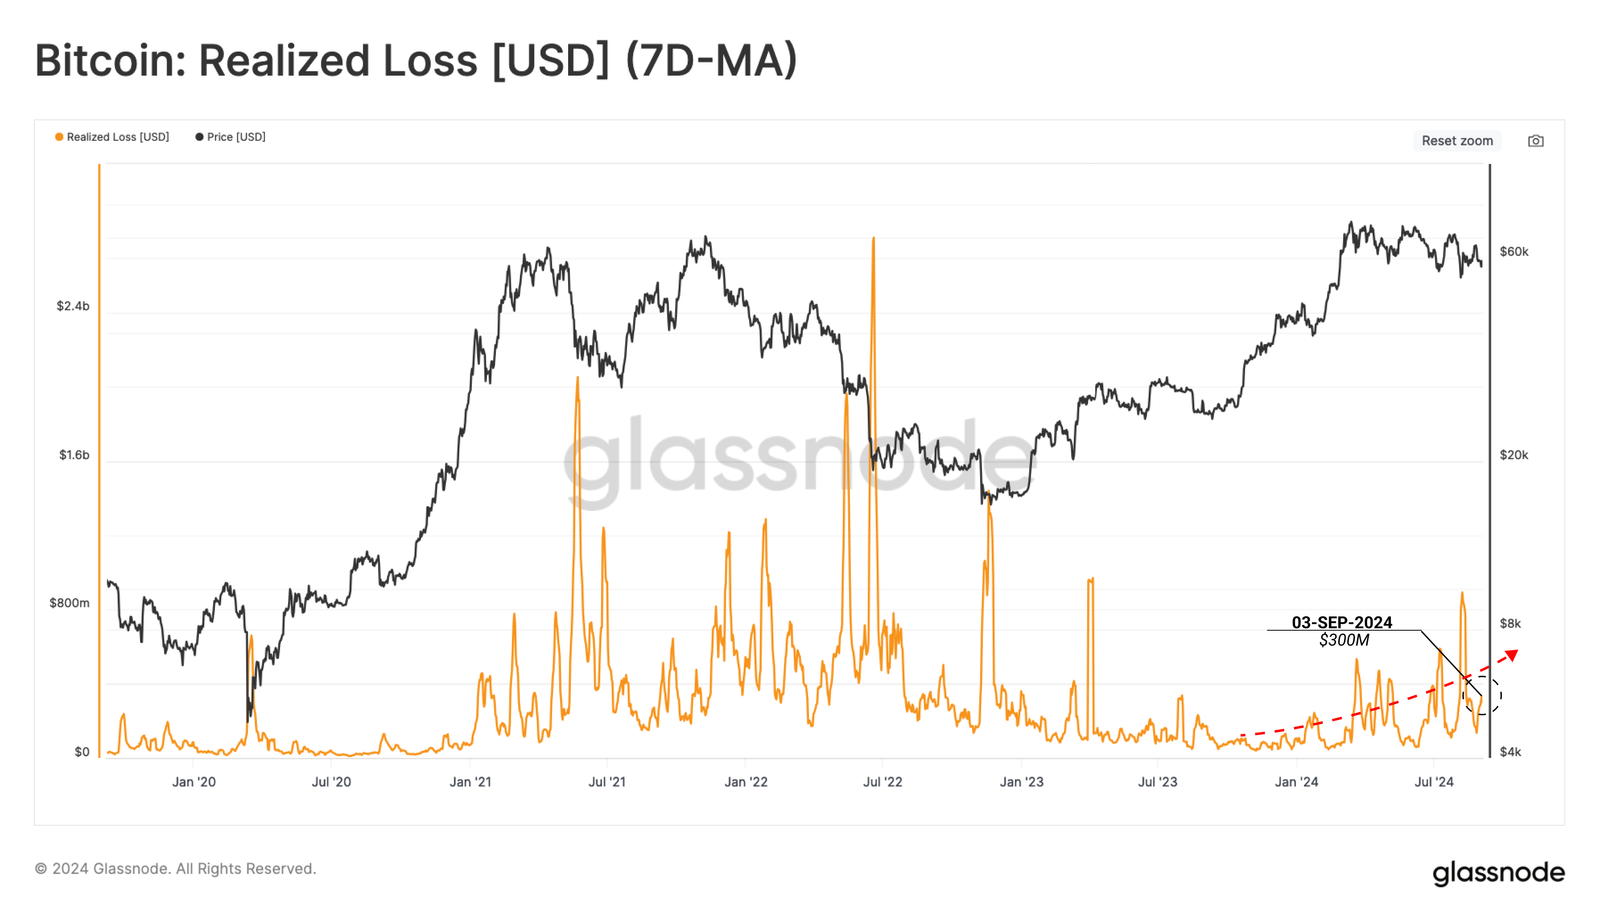 Bitcoin: Realized Loss [USD] (7D-MA)
Realized Loss [USD] Price [USD]
Reset zoom
$2.4b
$1.6b
$800m
$0
$60k
$20k
$8k
$4k
glassnode
03-SEP-2024
$300M
Jan '20 Jul '20 Jan '21 Jul '21 Jan '22 Jul '22 Jan '23 Jul '23 Jan '24 Jul '24
© 2024 Glassnode. All Rights Reserved.
glassnode